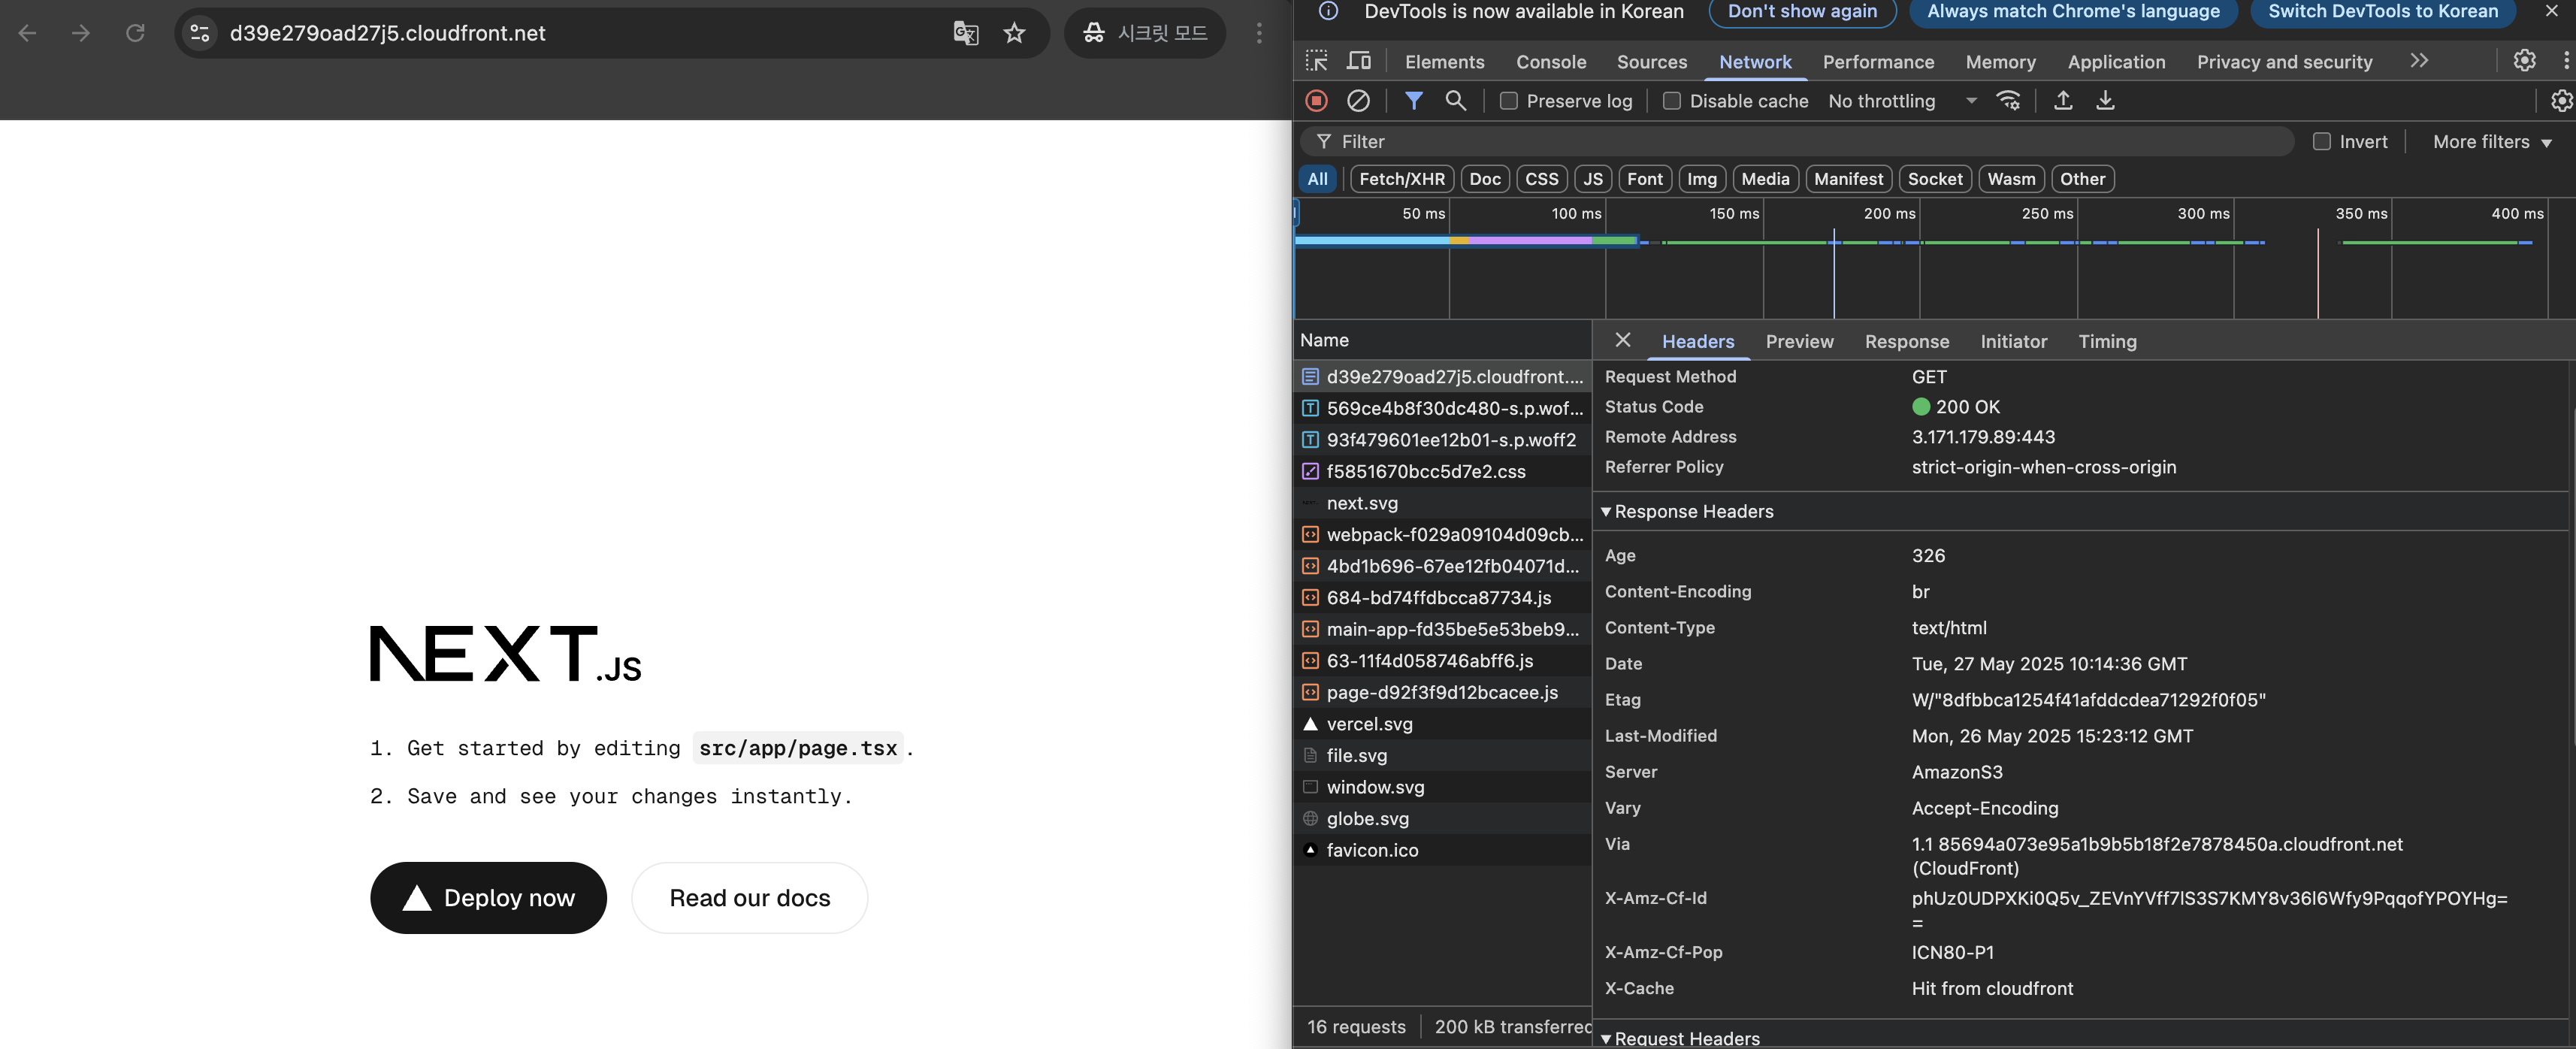 d39e279oad27j5.cloudfront.net
시크릿 모드
DevTools is now available in Korean
Don't show again
Always match Chrome's language
Switch DevTools to Korean
Elements
Console
Sources
Network
Performance
Memory
Application
Privacy and security
Preserve log
Disable cache
No throttling
Filter
Invert
More filters
All
Fetch/XHR
Doc
CSS
JS
Font
Img
Media
Manifest
Socket
Wasm
Other
50 ms
100 ms
150 ms
200 ms
250 ms
300 ms
350 ms
400 ms
NEXT.JS
1. Get started by editing src/app/page.tsx.
2. Save and see your changes instantly.
Deploy now
Read our docs
Name
d39e279oad27j5.cloudfront....
569ce4b8f30dc480-s.p.wof...
93f479601ee12b01-s.p.woff2
f5851670bcc5d7e2.css
next.svg
webpack-f029a09104d09cb...
4bd1b696-67ee12fb04071d...
684-bd74ffdbcca87734.js
main-app-fd35be5e53beb9...
63-11f4d058746abff6.js
page-d92f3f9d12bcacee.js
vercel.svg
file.svg
window.svg
globe.svg
favicon.ico
16 requests
200 kB transferred
Headers
Preview
Response
Initiator
Timing
Request Method GET
Status Code 200 OK
Remote Address 3.171.179.89:443
Referrer Policy strict-origin-when-cross-origin
Response Headers
Age 326
Content-Encoding br
Content-Type text/html
Date Tue, 27 May 2025 10:14:36 GMT
Etag W/"8dfbbca1254f41afddcdea71292f0f05"
Last-Modified Mon, 26 May 2025 15:23:12 GMT
Server AmazonS3
Vary Accept-Encoding
Via 1.1 85694a073e95a1b9b5b18f2e7878450a.cloudfront.net
(CloudFront)
X-Amz-Cf-Id phUz0UDPXKi0Q5v_ZEVnYVff7lS3S7KMY8v36l6Wfy9PqqofYPOYHg=
=
X-Amz-Cf-Pop ICN80-P1
X-Cache Hit from cloudfront
Request Headers